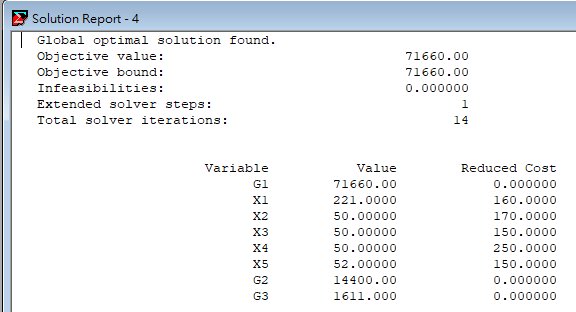 Solution Report - 4
Global optimal solution found.
Objective value: 71660.00
Objective bound: 71660.00
Infeasibilities: 0.000000
Extended solver steps: 1
Total solver iterations: 14
Variable Value Reduced Cost
G1 71660.00 0.000000
X1 221.0000 160.0000
X2 50.00000 170.0000
X3 50.00000 150.0000
X4 50.00000 250.0000
X5 52.00000 150.0000
G2 14400.00 0.000000
G3 1611.000 0.000000